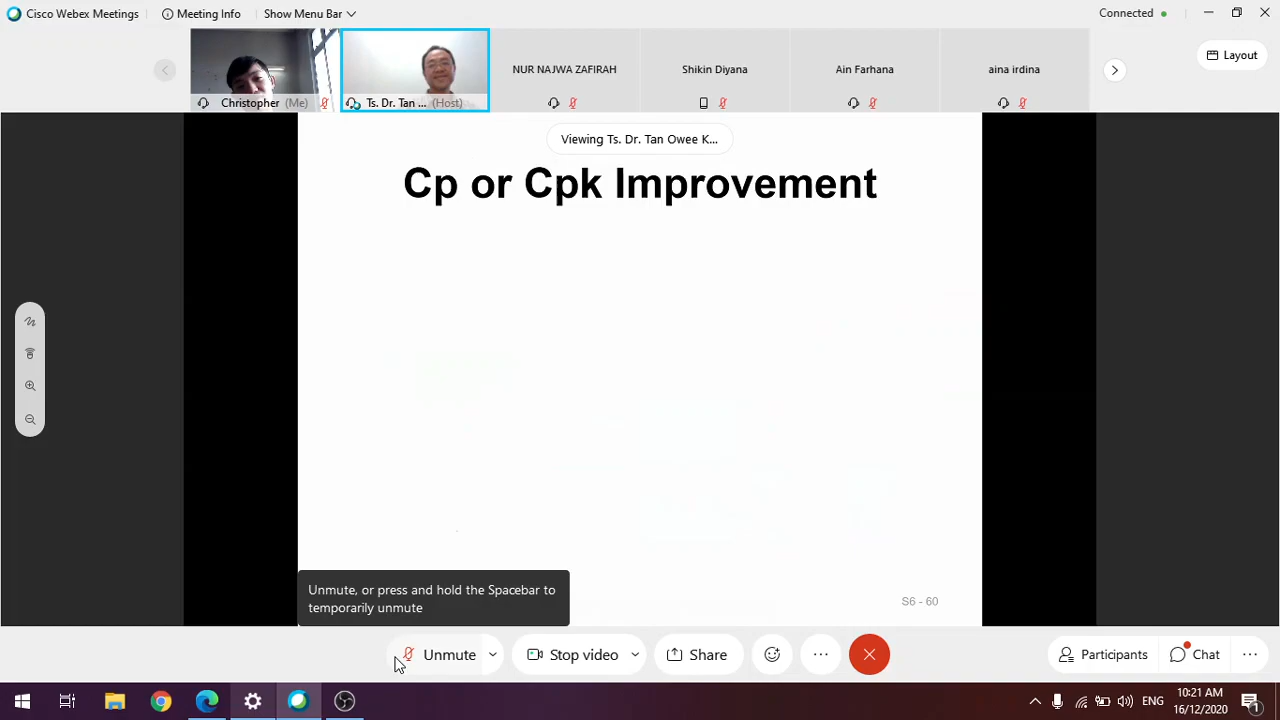 Cisco Webex Meetings
Meeting Info
Show Menu Bar
Connected
Christopher (Me)
Ts. Dr. Tan ... (Host)
NUR NAJWA ZAFIRAH
Shikin Diyana
Ain Farhana
aina irdina
Layout
Viewing Ts. Dr. Tan Owee K...
Cp or Cpk Improvement
Unmute, or press and hold the Spacebar to
temporarily unmute
S6 - 60
Unmute
Stop video
Share
Participants
Chat
ENG
10:21 AM
16/12/2020
1